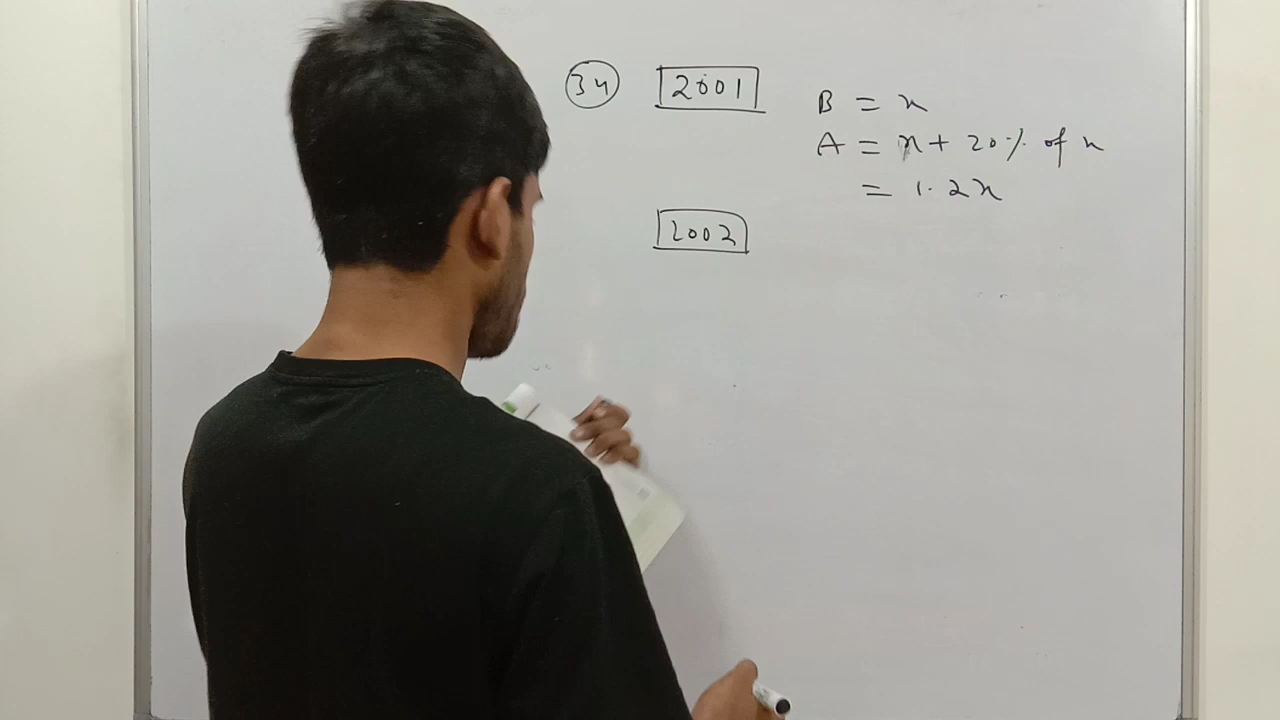 34 2001
B = x
A = x + 20% of x
= 1.2x
2002